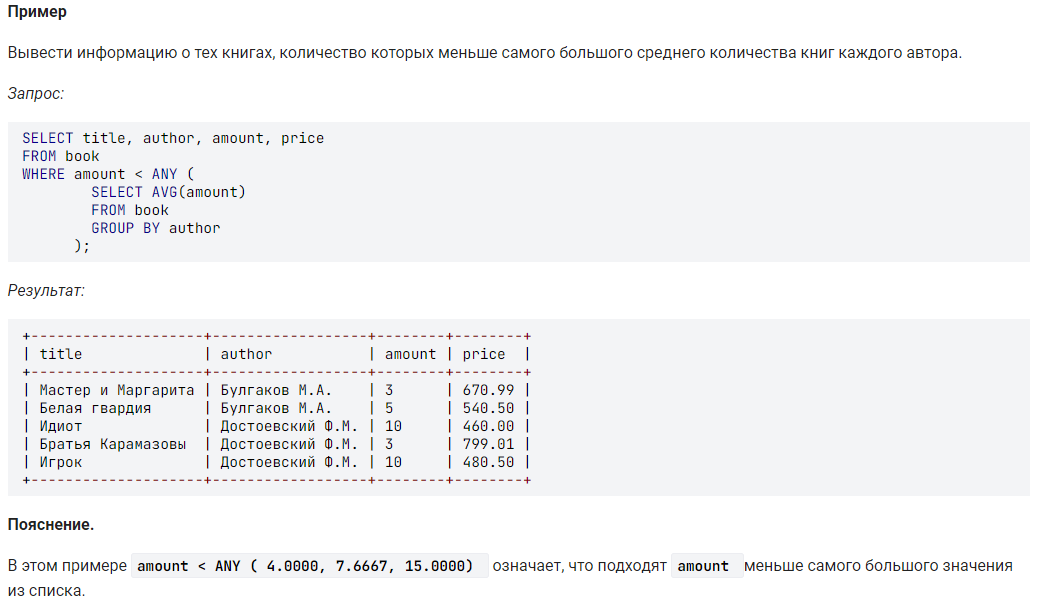 Пример
Вывести информацию о тех книгах, количество которых меньше самого большого среднего количества книг каждого автора.
Запрос:
SELECT title, author, amount, price
FROM book
WHERE amount < ANY (
        SELECT AVG(amount)
        FROM book
        GROUP BY author
      );
Результат:
+--------------------+------------------+--------+--------+
| title              | author           | amount | price  |
+--------------------+------------------+--------+--------+
| Мастер и Маргарита | Булгаков М.А.    | 3      | 670.99 |
| Белая гвардия      | Булгаков М.А.    | 5      | 540.50 |
| Идиот              | Достоевский Ф.М. | 10     | 460.00 |
| Братья Карамазовы  | Достоевский Ф.М. | 3      | 799.01 |
| Игрок              | Достоевский Ф.М. | 10     | 480.50 |
+--------------------+------------------+--------+--------+
Пояснение.
В этом примере amount < ANY ( 4.0000, 7.6667, 15.0000) означает, что подходят amount меньше самого большого значения
из списка.